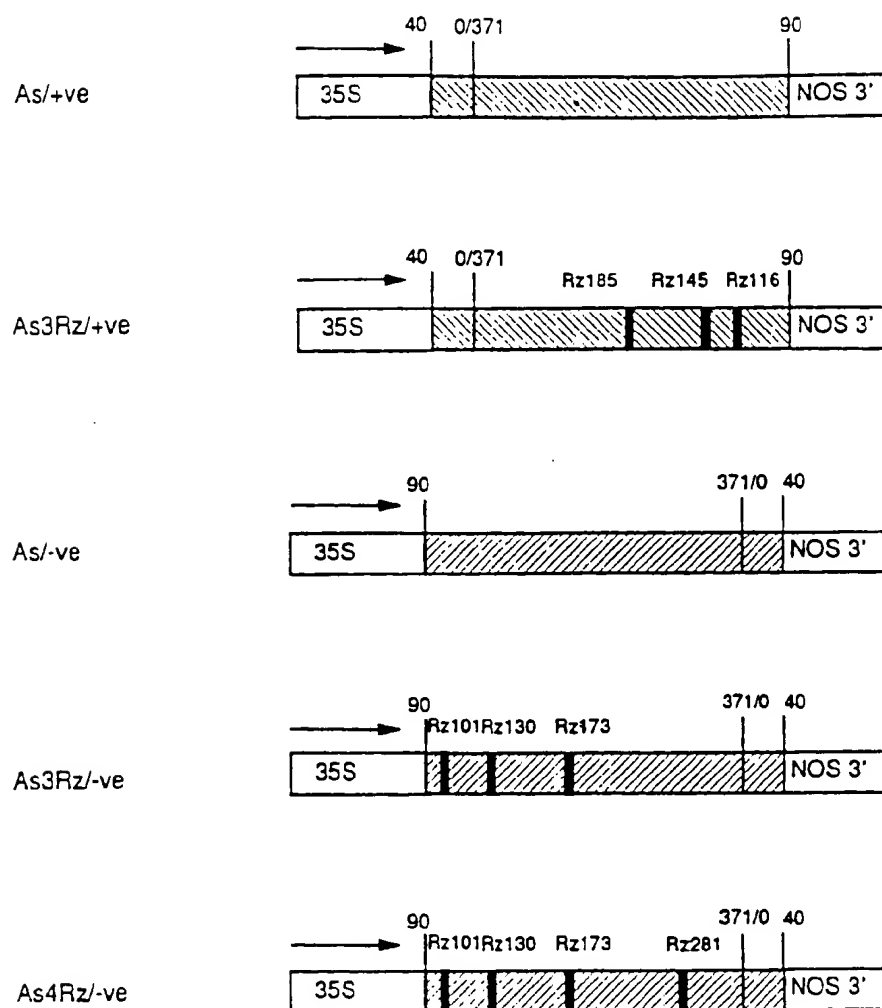 40 0/371 90
As/+ve 35S NOS 3'
40 0/371 90
Rz185 Rz145 Rz116
As3Rz/+ve 35S NOS 3'
90 371/0 40
As/-ve 35S NOS 3'
90 371/0 40
Rz101 Rz130 Rz173
As3Rz/-ve 35S NOS 3'
90 371/0 40
Rz101 Rz130 Rz173 Rz281
As4Rz/-ve 35S NOS 3'